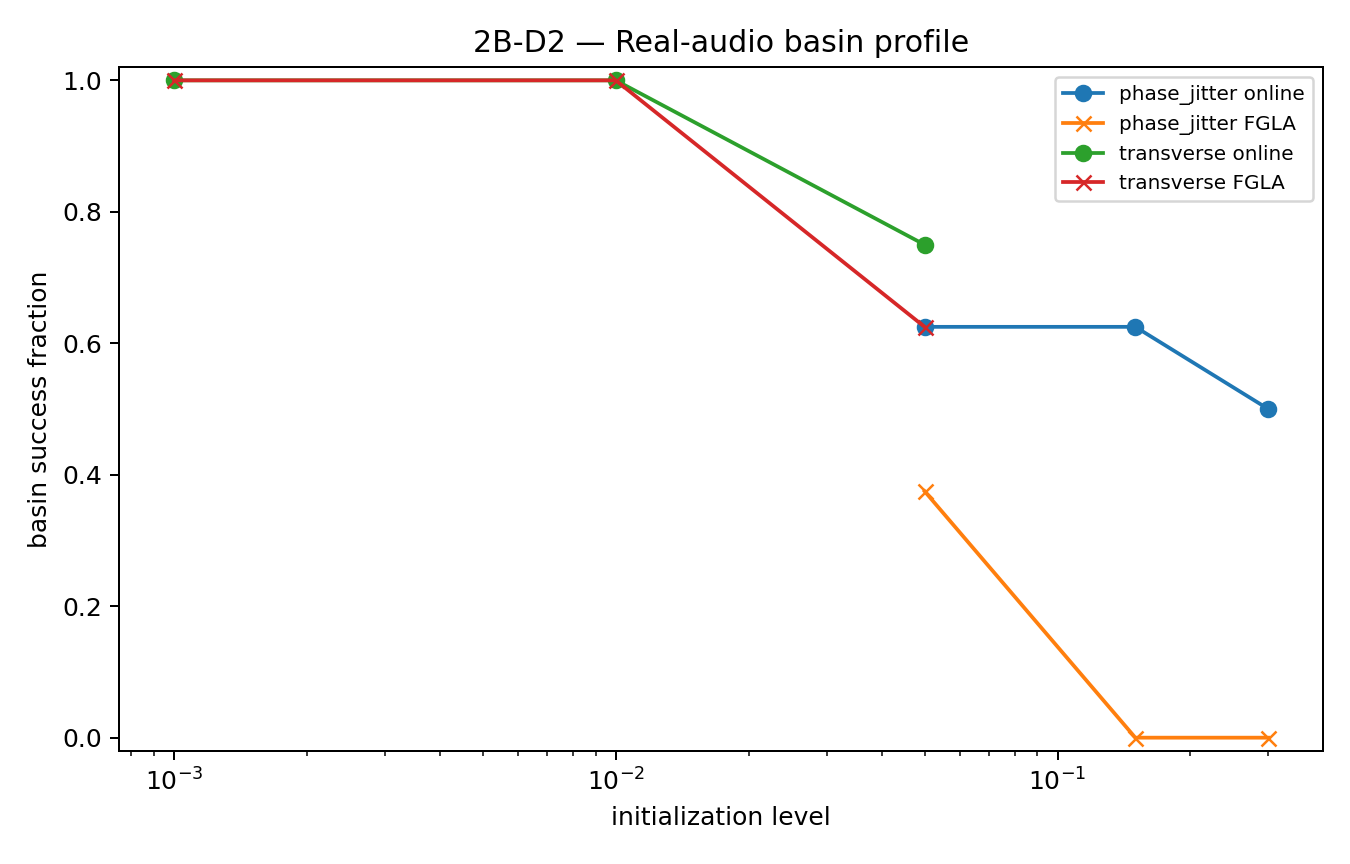 2B-D2 — Real-audio basin profile
basin success fraction
1.0
0.8
0.6
0.4
0.2
0.0
phase_jitter online
phase_jitter FGLA
transverse online
transverse FGLA
10⁻³
10⁻²
10⁻¹
initialization level